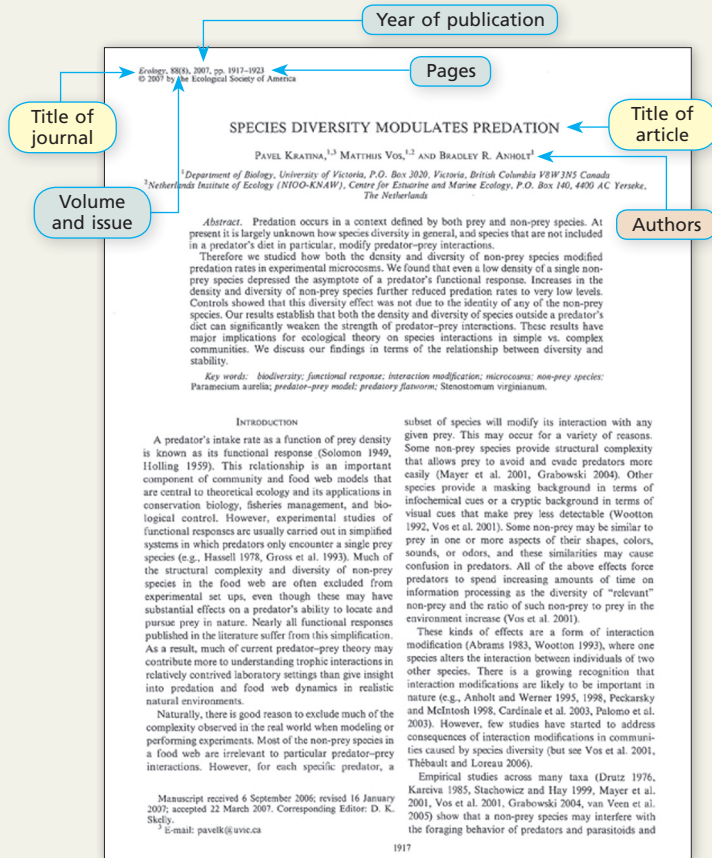 Year of publication
Ecology, 88(8), 2007, pp. 1917–1923
© 2007 by the Ecological Society of America
Pages
Title of
journal
Title of
article
SPECIES DIVERSITY MODULATES PREDATION
PAVEL KRATINA,1,3 MATTHIJS VOS,1,2 AND BRADLEY R. ANHOLT1
1Department of Biology, University of Victoria, P.O. Box 3020, Victoria, British Columbia V8W3N5 Canada
2Netherlands Institute of Ecology (NIOO-KNAW), Centre for Estuarine and Marine Ecology, P.O. Box 140, 4400 AC Yerseke,
The Netherlands
Volume
and issue
Authors
Abstract. Predation occurs in a context defined by both prey and non-prey species. At
present it is largely unknown how species diversity in general, and species that are not included
in a predator's diet in particular, modify predator–prey interactions.
Therefore we studied how both the density and diversity of non-prey species modified
predation rates in experimental microcosms. We found that even a low density of a single non-
prey species depressed the asymptote of a predator's functional response. Increases in the
density and diversity of non-prey species further reduced predation rates to very low levels.
Controls showed that this diversity effect was not due to the identity of any of the non-prey
species. Our results establish that both the density and diversity of species outside a predator's
diet can significantly weaken the strength of predator–prey interactions. These results have
major implications for ecological theory on species interactions in simple vs. complex
communities. We discuss our findings in terms of the relationship between diversity and
stability.
Key words: biodiversity; functional response; interaction modification; microcosms; non-prey species;
Paramecium aurelia; predator–prey model; predatory flatworm; Stenostomum virginianum.
INTRODUCTION
A predator's intake rate as a function of prey density
is known as its functional response (Solomon 1949,
Holling 1959). This relationship is an important
component of community and food web models that
are central to theoretical ecology and its applications in
conservation biology, fisheries management, and bio-
logical control. However, experimental studies of
functional responses are usually carried out in simplified
systems in which predators only encounter a single prey
species (e.g., Hassell 1978, Gross et al. 1993). Much of
the structural complexity and diversity of non-prey
species in the food web are often excluded from
experimental set ups, even though these may have
substantial effects on a predator's ability to locate and
pursue prey in nature. Nearly all functional responses
published in the literature suffer from this simplification.
As a result, much of current predator–prey theory may
contribute more to understanding trophic interactions in
relatively contrived laboratory settings than give insight
into predation and food web dynamics in realistic
natural environments.
Naturally, there is good reason to exclude much of the
complexity observed in the real world when modeling or
performing experiments. Most of the non-prey species in
a food web are irrelevant to particular predator–prey
interactions. However, for each specific predator, a
Manuscript received 6 September 2006; revised 16 January
2007; accepted 22 March 2007. Corresponding Editor: D. K.
Skelly.
3 E-mail: pavelk@uvic.ca
subset of species will modify its interaction with any
given prey. This may occur for a variety of reasons.
Some non-prey species provide structural complexity
that allows prey to avoid and evade predators more
easily (Mayer et al. 2001, Grabowski 2004). Other
species provide a masking background in terms of
infochemical cues or a cryptic background in terms of
visual cues that make prey less detectable (Wootton
1992, Vos et al. 2001). Some non-prey may be similar to
prey in one or more aspects of their shapes, colors,
sounds, or odors, and these similarities may cause
confusion in predators. All of the above effects force
predators to spend increasing amounts of time on
information processing as the diversity of "relevant"
non-prey and the ratio of such non-prey to prey in the
environment increase (Vos et al. 2001).
These kinds of effects are a form of interaction
modification (Abrams 1983, Wootton 1993), where one
species alters the interaction between individuals of two
other species. There is a growing recognition that
interaction modifications are likely to be important in
nature (e.g., Anholt and Werner 1995, 1998, Peckarsky
and McIntosh 1998, Cardinale et al. 2003, Palomo et al.
2003). However, few studies have started to address
consequences of interaction modifications in communi-
ties caused by species diversity (but see Vos et al. 2001,
Thébault and Loreau 2006).
Empirical studies across many taxa (Drutz 1976,
Kareiva 1985, Stachowicz and Hay 1999, Mayer et al.
2001, Vos et al. 2001, Grabowski 2004, van Veen et al.
2005) show that a non-prey species may interfere with
the foraging behavior of predators and parasitoids and
1917